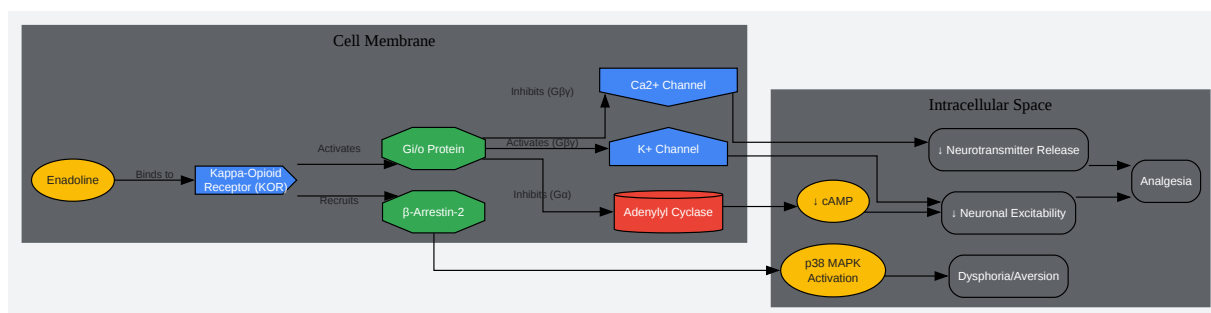 Cell Membrane
Enadoline
Binds to
Kappa-Opioid
Receptor (KOR)
Activates
Recruits
Gi/o Protein
β-Arrestin-2
Inhibits (Gβγ)
Activates (Gβγ)
Inhibits (Gα)
Ca2+ Channel
K+ Channel
Adenylyl Cyclase
Intracellular Space
↓ cAMP
p38 MAPK
Activation
↓ Neurotransmitter Release
↓ Neuronal Excitability
Dysphoria/Aversion
Analgesia